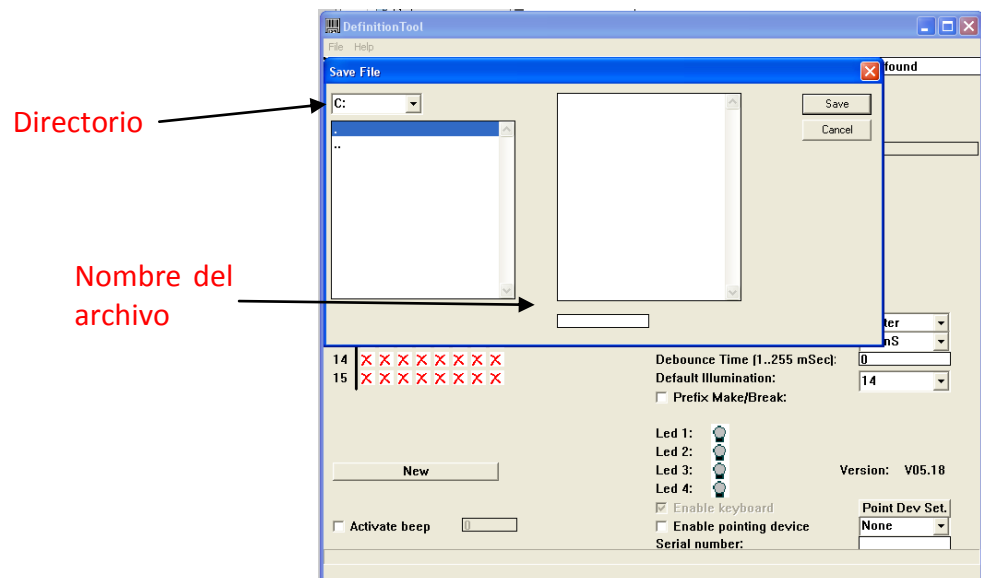 DefinitionTool
File Help
Save File
found
C:
Save
Cancel
.
..
Directorio
Nombre del
archivo
ter
nS
14 X X X X X X X X
Debounce Time (1..255 mSec): 0
15 X X X X X X X X
Default Illumination: 14
Prefix Make/Break:
Led 1:
Led 2:
New
Led 3:
Version: V05.18
Led 4:
Enable keyboard
Point Dev Set.
Activate beep 0
Enable pointing device
None
Serial number: